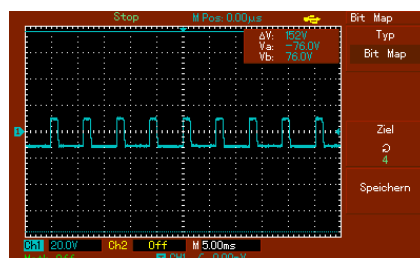 Stop M Pos: 0.00µs Bit Map
ΔV: 152V
Va: -76.0V
Vb: 76.0V
Typ
Bit Map
1
Ziel
4
Speichern
Ch1 20.0V Ch2 Off M 5.00ms